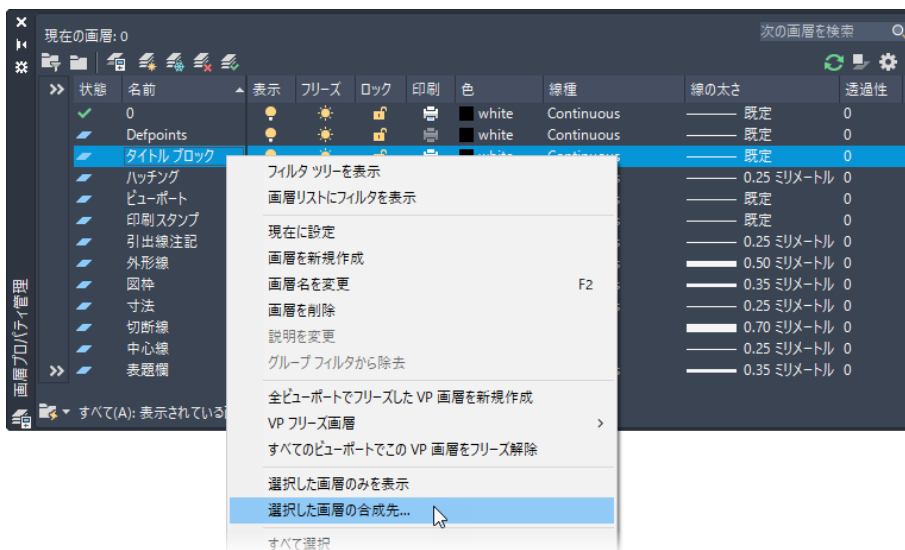 現在の画層: 0
次の画層を検索
状態 名前 表示 フリーズ ロック 印刷 色 線種 線の太さ 透過性
0 white Continuous 既定 0
Defpoints white Continuous 既定 0
タイトル ブロック white Continuous 既定 0
ハッチング 0.25 ミリメートル 0
ビューポート 既定 0
印刷スタンプ 既定 0
引出線注記 0.25 ミリメートル 0
外形線 0.50 ミリメートル 0
図枠 0.35 ミリメートル 0
寸法 0.25 ミリメートル 0
切断線 0.70 ミリメートル 0
中心線 0.25 ミリメートル 0
表題欄 0.35 ミリメートル 0
すべて(A): 表示されている
画層プロパティ管理
フィルタ ツリーを表示
画層リストにフィルタを表示
現在に設定
画層を新規作成
画層名を変更 F2
画層を削除
説明を変更
グループ フィルタから除去
全ビューポートでフリーズした VP 画層を新規作成
VP フリーズ画層
すべてのビューポートでこの VP 画層をフリーズ解除
選択した画層のみを表示
選択した画層の合成先...
すべて選択